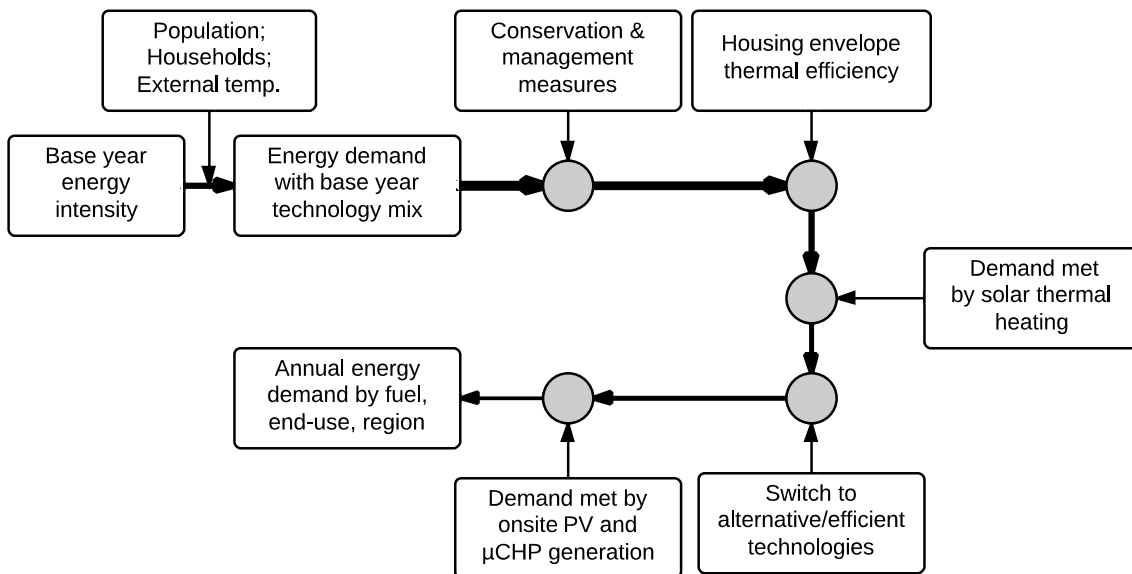 Population;
Households;
External temp.
Conservation &
management
measures
Housing envelope
thermal efficiency
Base year
energy
intensity
Energy demand
with base year
technology mix
Demand met
by solar thermal
heating
Annual energy
demand by fuel,
end-use, region
Demand met by
onsite PV and
µCHP generation
Switch to
alternative/efficient
technologies